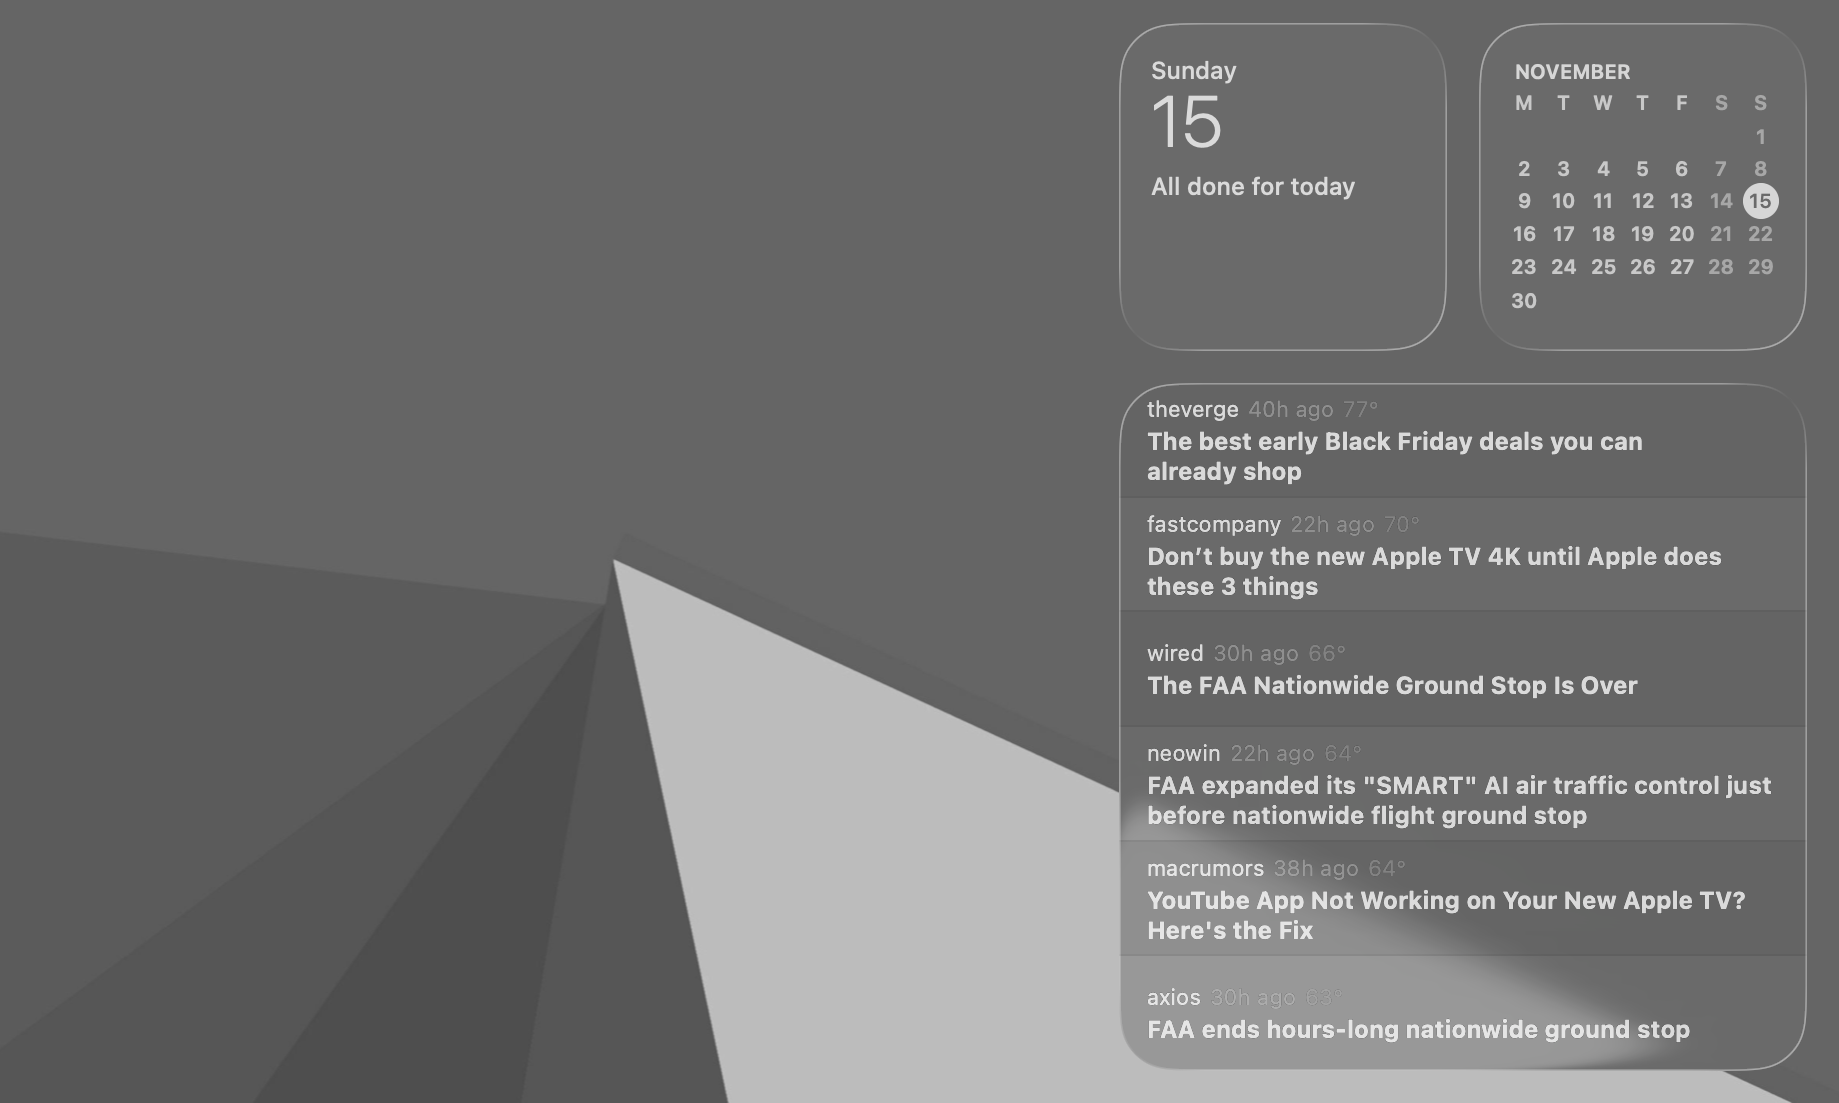 Sunday
15
All done for today
NOVEMBER
M T W T F S S
1
2 3 4 5 6 7 8
9 10 11 12 13 14 15
16 17 18 19 20 21 22
23 24 25 26 27 28 29
30
theverge 40h ago 77°
The best early Black Friday deals you can
already shop
fastcompany 22h ago 70°
Don’t buy the new Apple TV 4K until Apple does
these 3 things
wired 30h ago 66°
The FAA Nationwide Ground Stop Is Over
neowin 22h ago 64°
FAA expanded its "SMART" AI air traffic control just
before nationwide flight ground stop
macrumors 38h ago 64°
YouTube App Not Working on Your New Apple TV?
Here's the Fix
axios 30h ago 63°
FAA ends hours-long nationwide ground stop